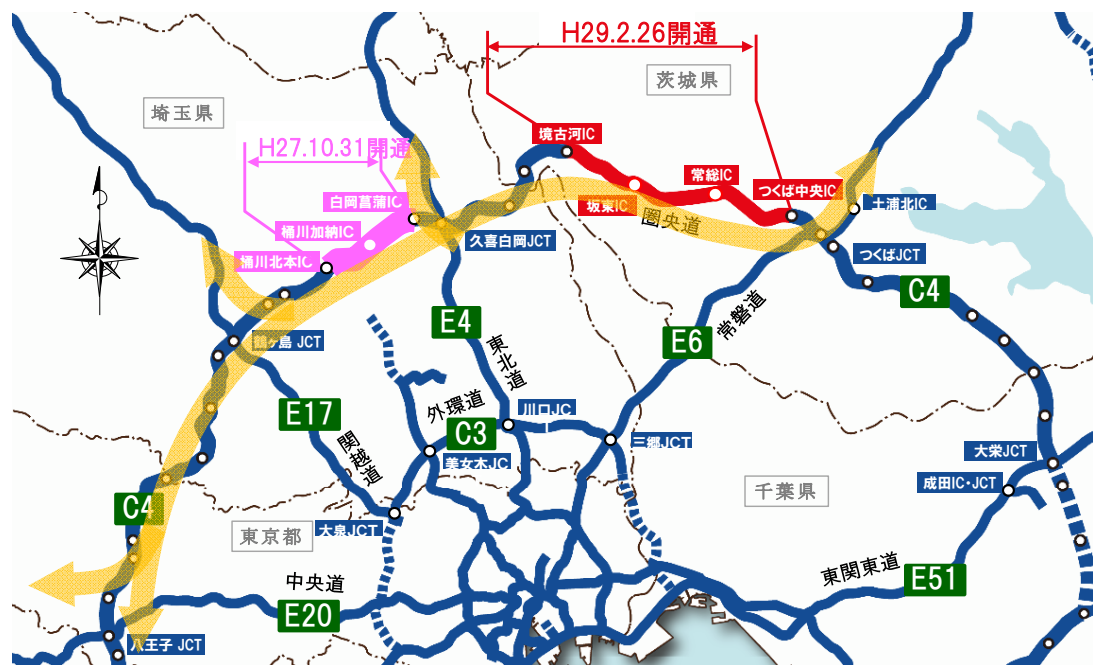 H29.2.26開通
茨城県
埼玉県
境古河IC
H27.10.31開通
常総IC
つくば中央IC
白岡菖蒲IC
坂東IC
土浦北IC
圏央道
桶川加納IC
久喜白岡JCT
つくばJCT
桶川北本IC
C4
常磐道
E4
E6
鶴ヶ島 JCT
東北道
外環道
川口JC
E17
C3
三郷JCT
関越道
美女木JC
大栄JCT
成田IC・JCT
千葉県
C4
大泉JCT
東京都
東関東道
中央道
E51
E20
八王子 JCT